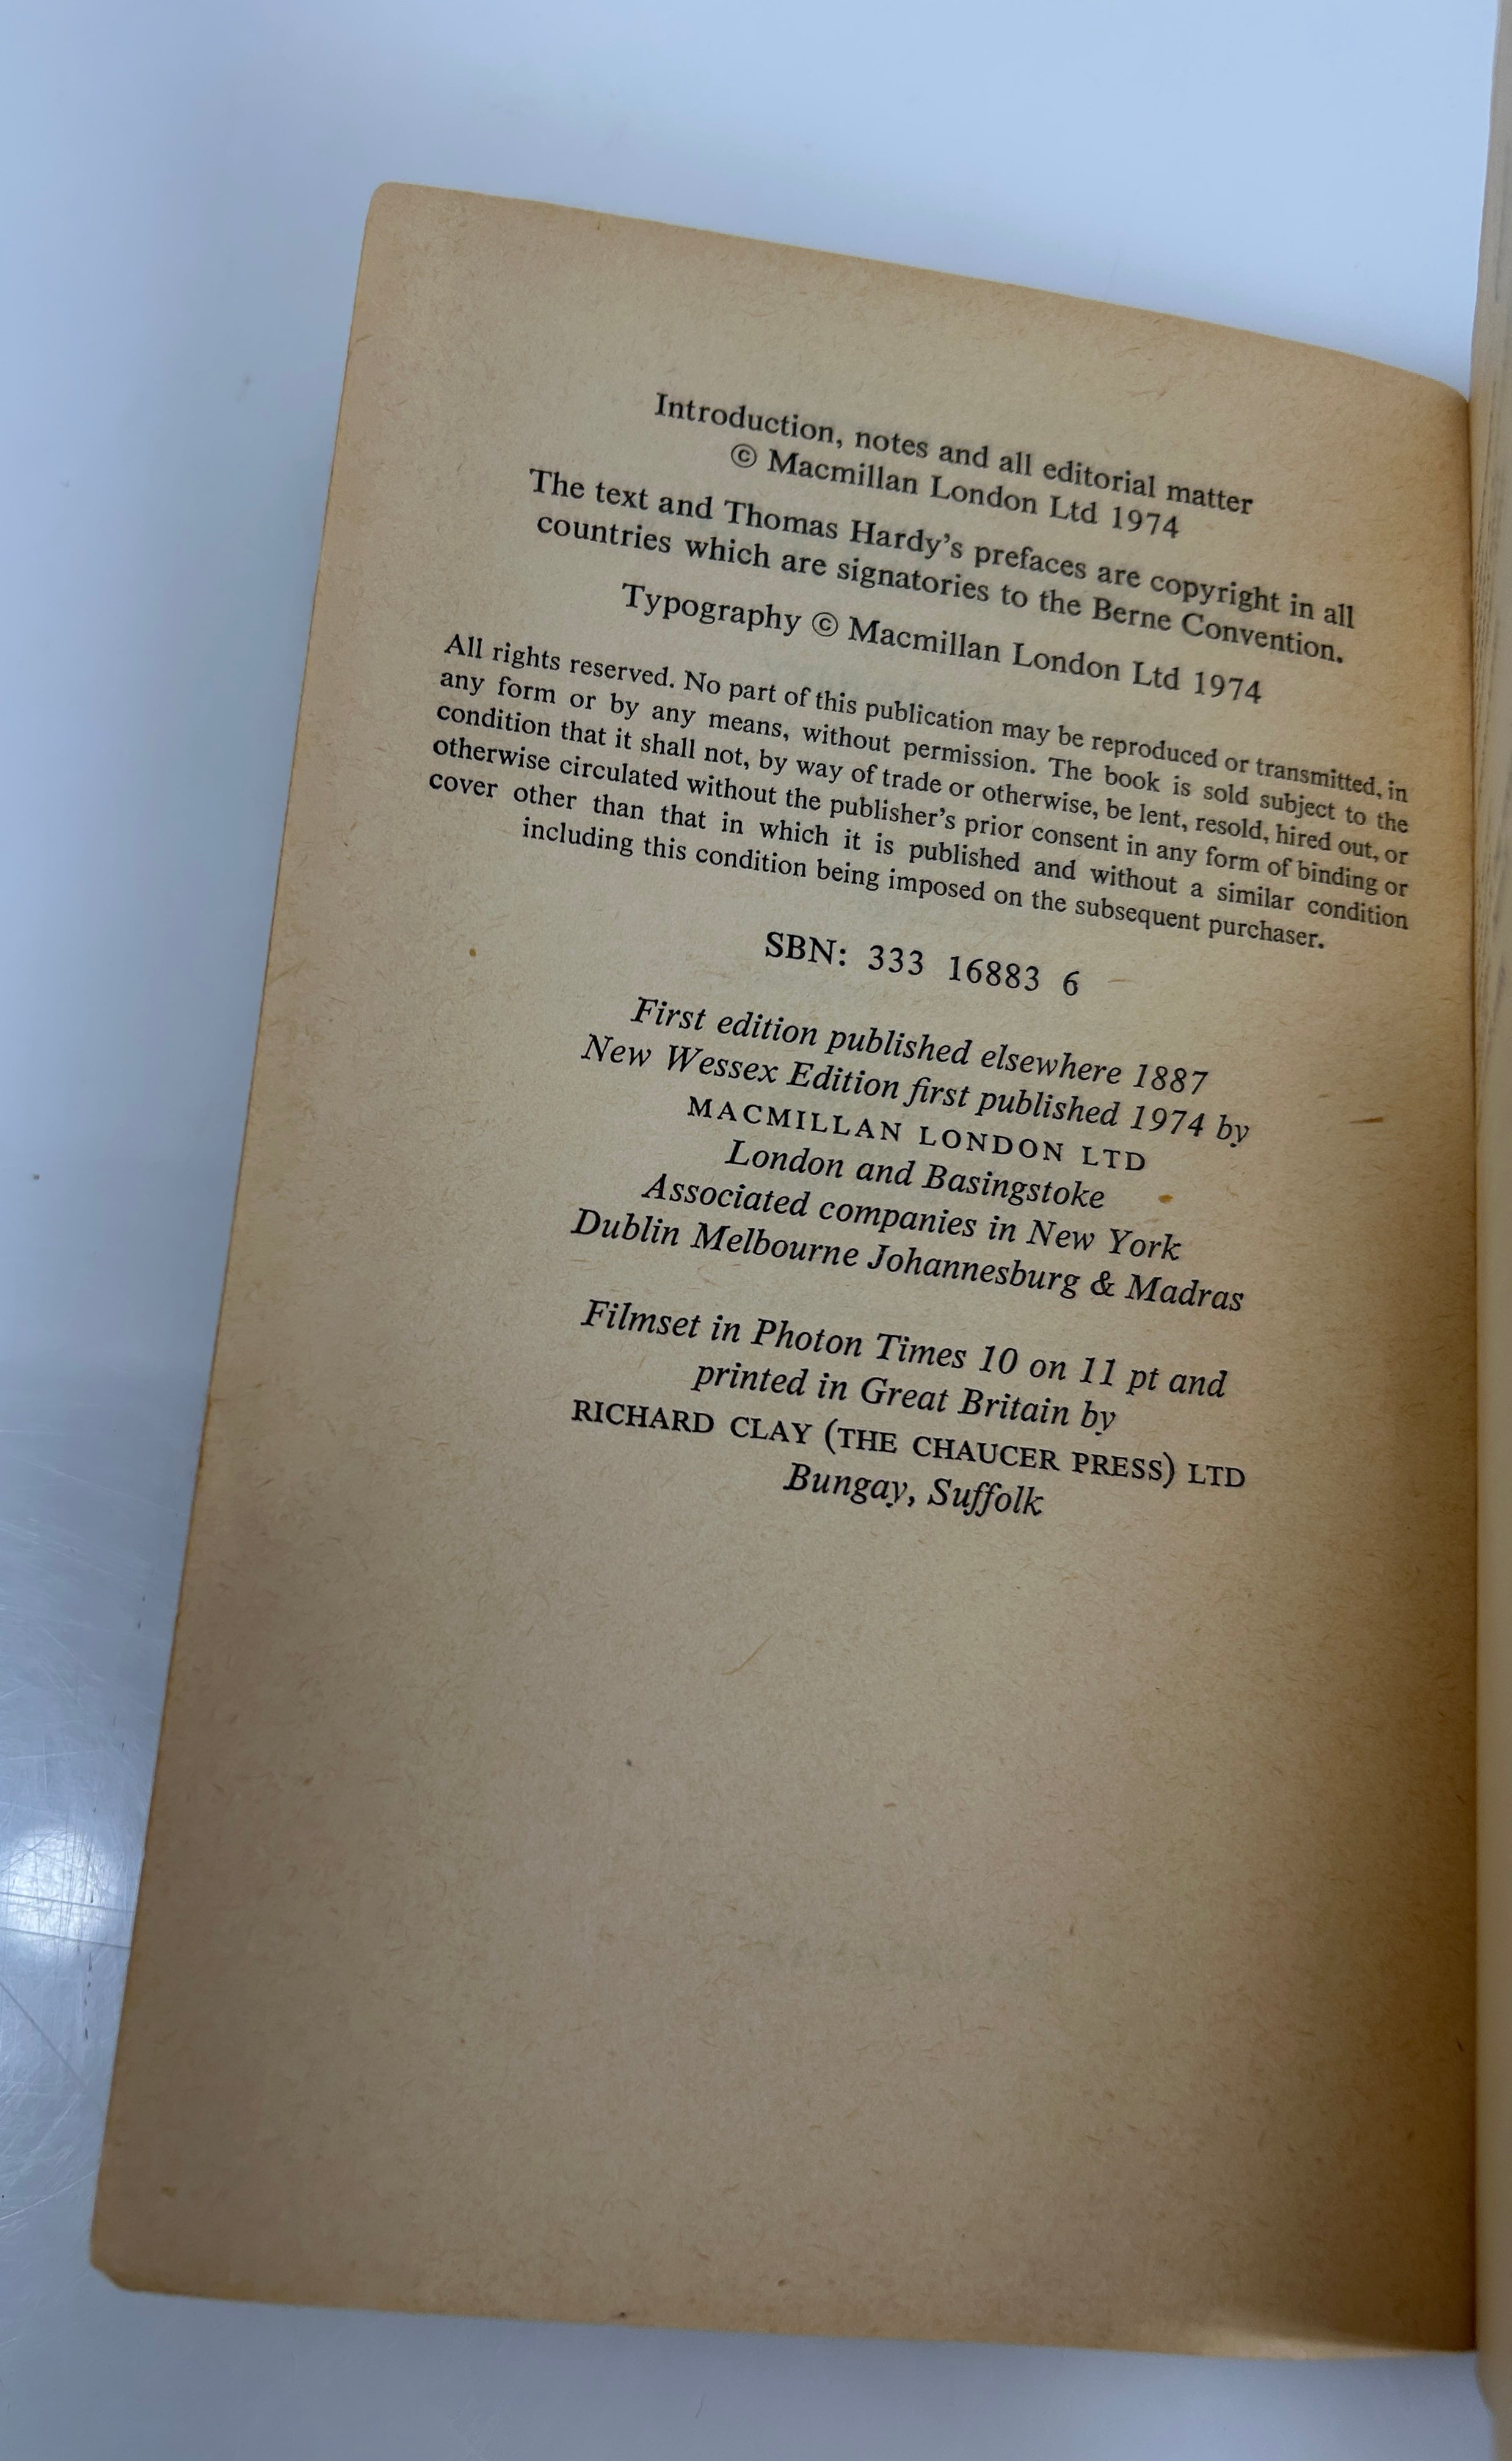 Introduction, notes and all editorial matter
© Macmillan London Ltd 1974
The text and Thomas Hardy's prefaces are copyright in all
countries which are signatories to the Berne Convention.
Typography © Macmillan London Ltd 1974
All rights reserved. No part of this publication may be reproduced or transmitted, in
any form or by any means, without permission. The book is sold subject to the
condition that it shall not, by way of trade or otherwise, be lent, resold, hired out, or
otherwise circulated without the publisher's prior consent in any form of binding or
cover other than that in which it is published and without a similar condition
including this condition being imposed on the subsequent purchaser.
SBN: 333 16883 6
First edition published elsewhere 1887
New Wessex Edition first published 1974 by
MACMILLAN LONDON LTD
London and Basingstoke
Associated companies in New York
Dublin Melbourne Johannesburg & Madras
Filmset in Photon Times 10 on 11 pt and
printed in Great Britain by
RICHARD CLAY (THE CHAUCER PRESS) LTD
Bungay, Suffolk